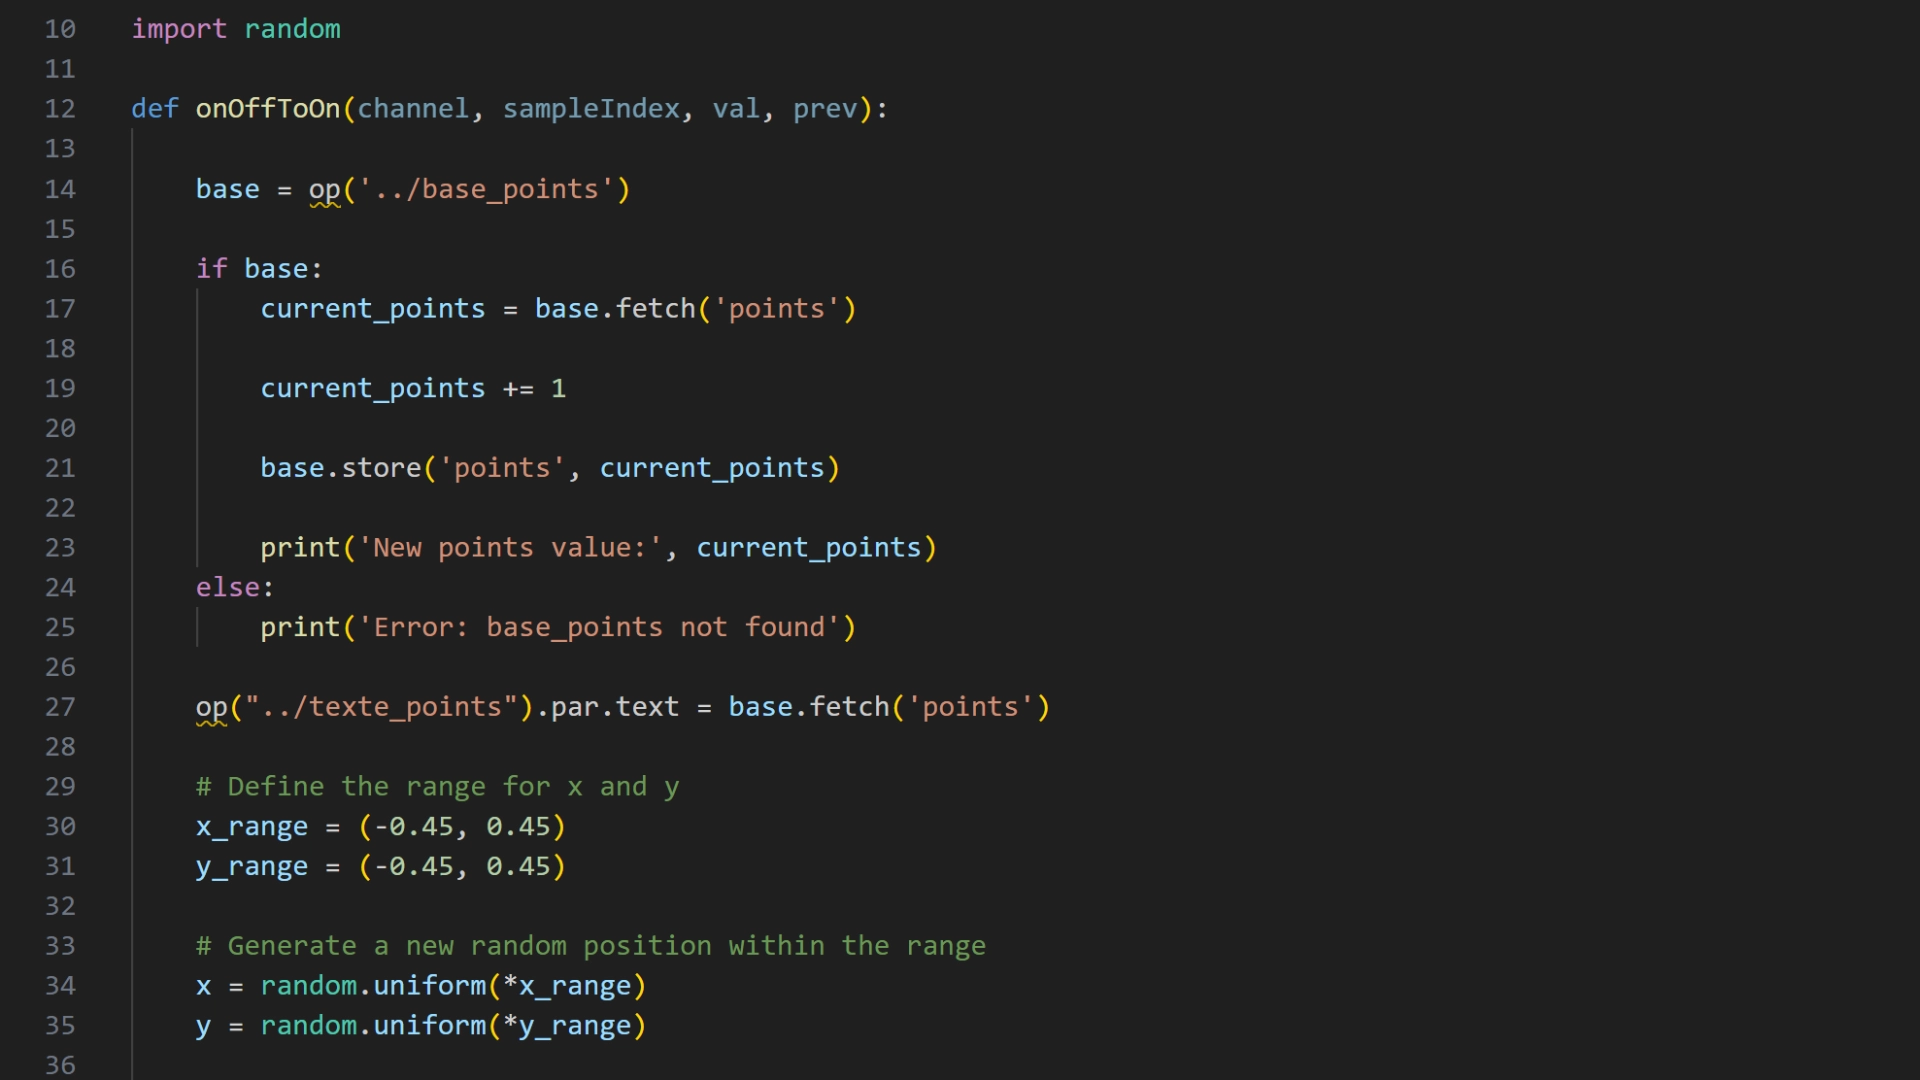 10 import random
11
12 def onOffToOn(channel, sampleIndex, val, prev):
13
14     base = op('../base_points')
15
16     if base:
17         current_points = base.fetch('points')
18
19         current_points += 1
20
21         base.store('points', current_points)
22
23         print('New points value:', current_points)
24     else:
25         print('Error: base_points not found')
26
27     op("../texte_points").par.text = base.fetch('points')
28
29     # Define the range for x and y
30     x_range = (-0.45, 0.45)
31     y_range = (-0.45, 0.45)
32
33     # Generate a new random position within the range
34     x = random.uniform(*x_range)
35     y = random.uniform(*y_range)
36